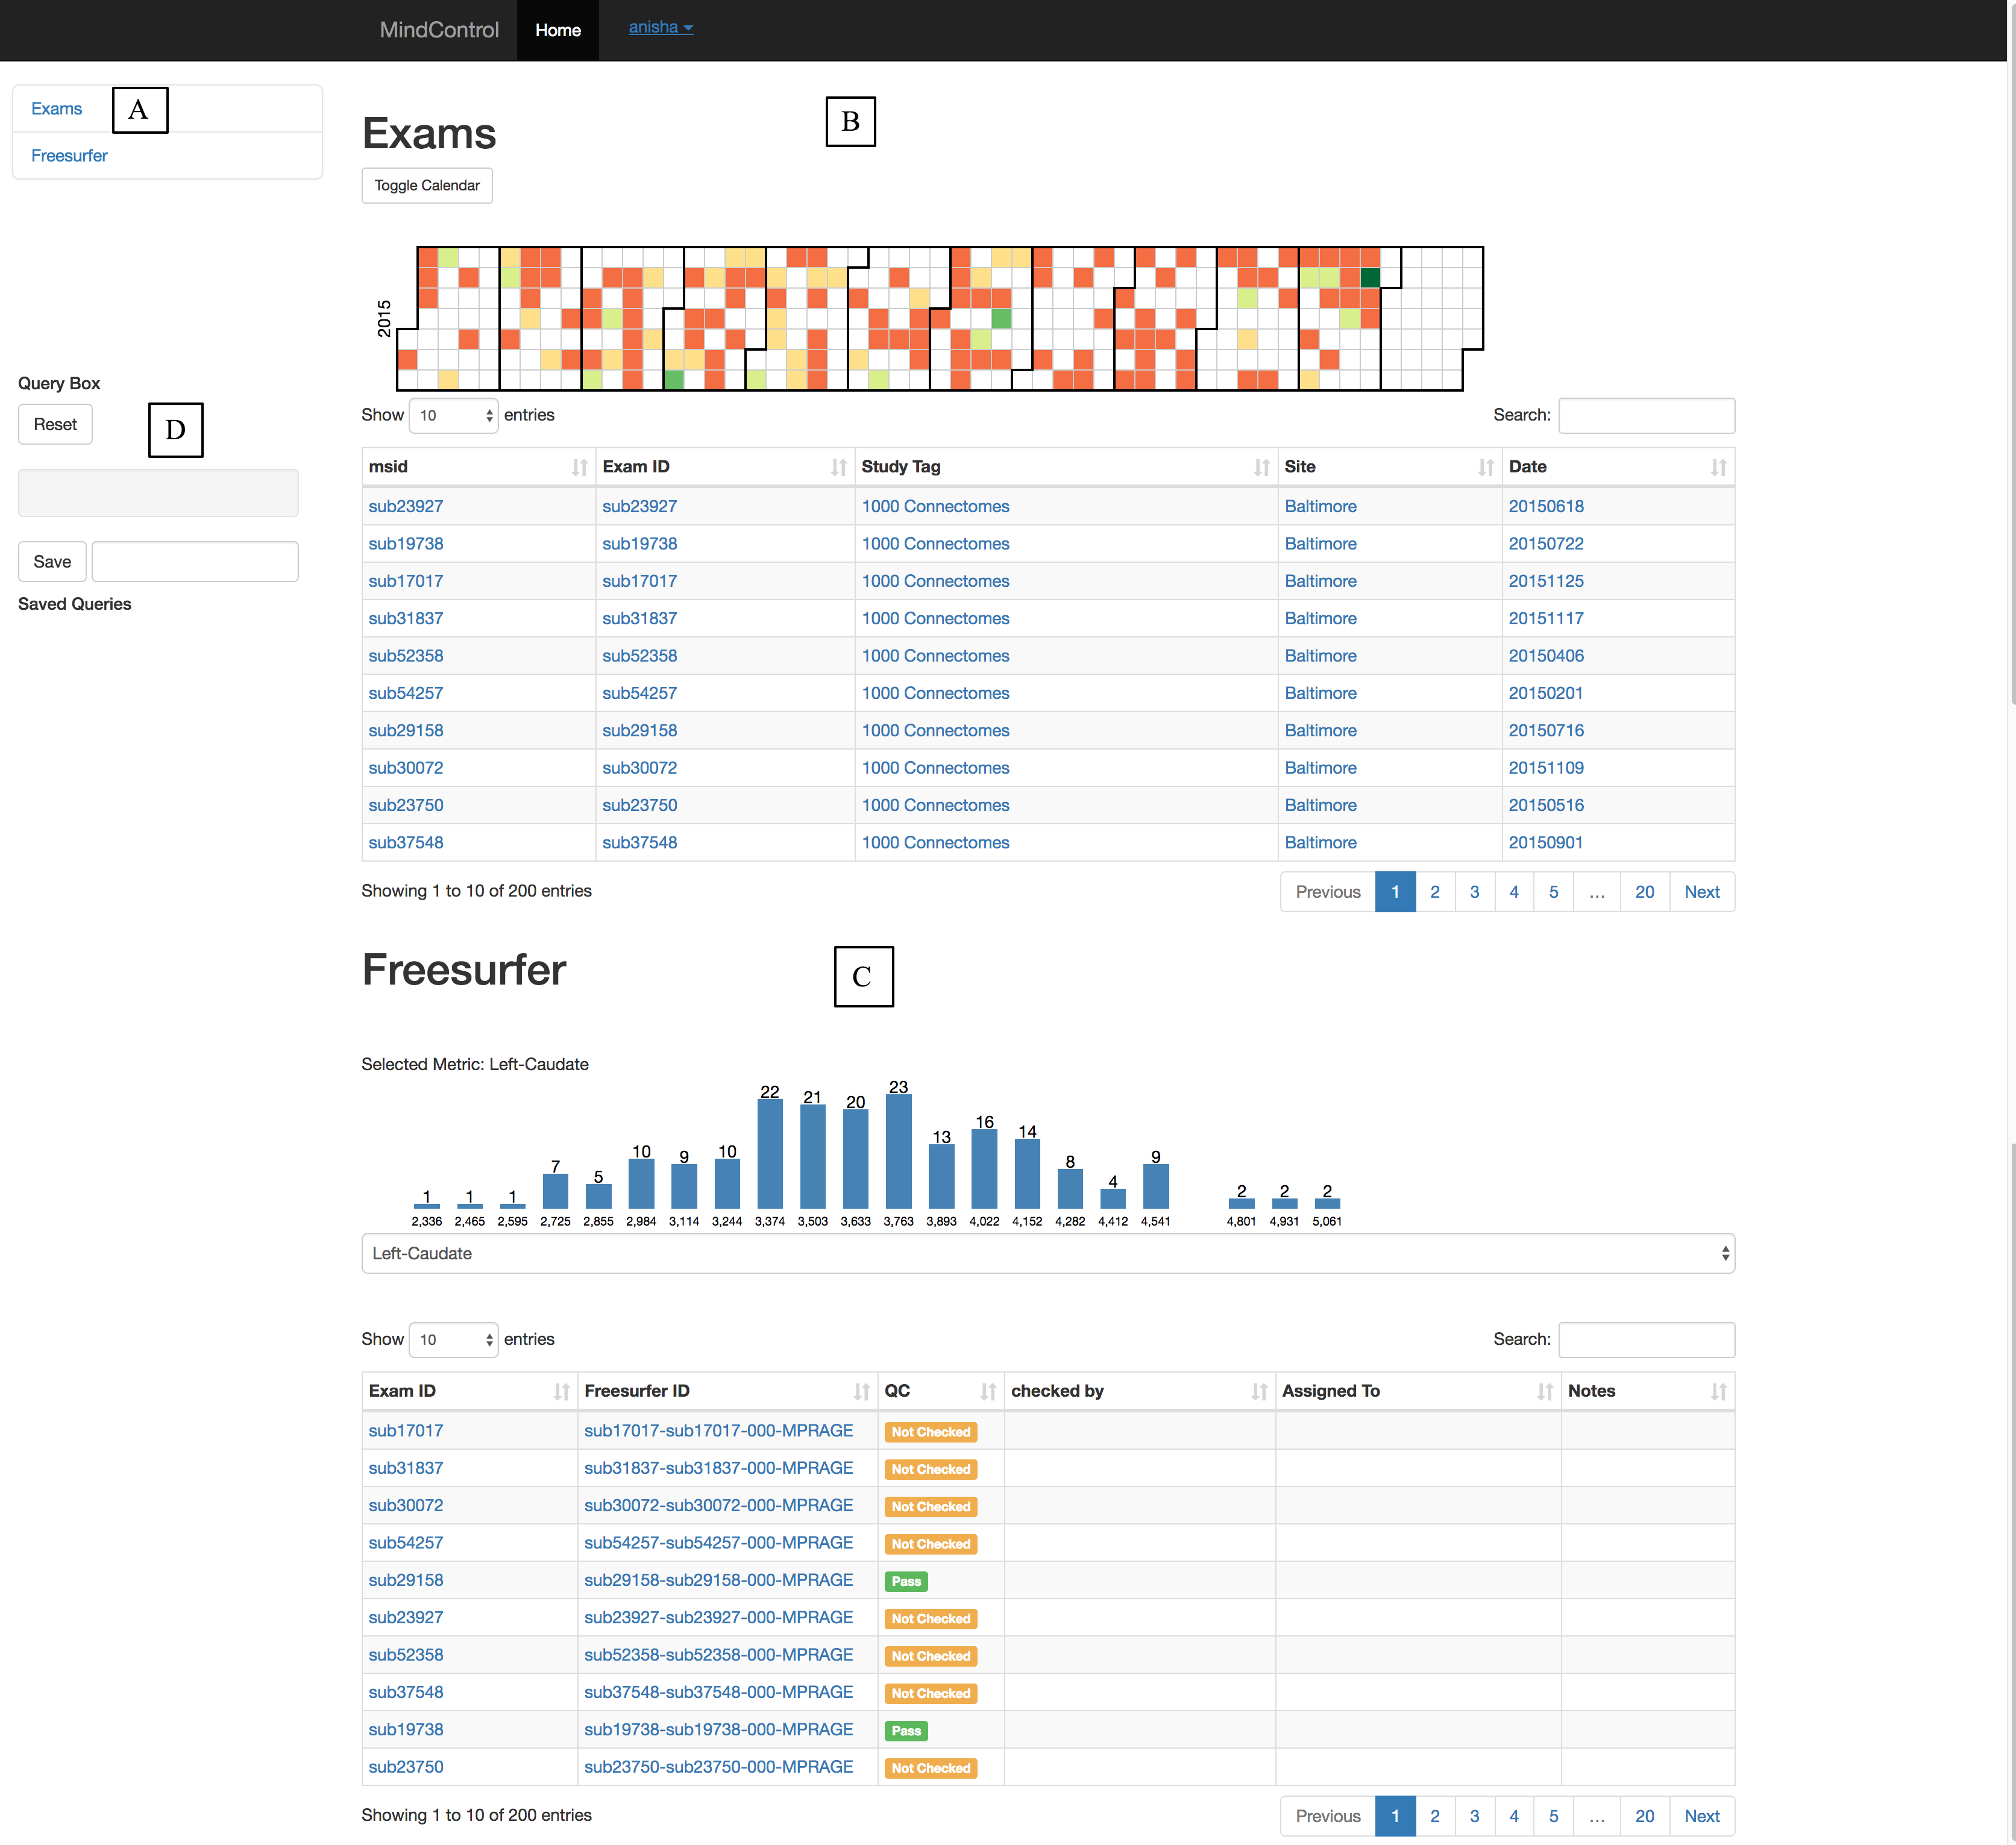 MindControl Home anisha
Exams A
Freesurfer
Exams B
Toggle Calendar
2015
Query Box
Reset D
Save
Saved Queries
Show 10 entries Search:
msid Exam ID Study Tag Site Date
sub23927 sub23927 1000 Connectomes Baltimore 20150618
sub19738 sub19738 1000 Connectomes Baltimore 20150722
sub17017 sub17017 1000 Connectomes Baltimore 20151125
sub31837 sub31837 1000 Connectomes Baltimore 20151117
sub52358 sub52358 1000 Connectomes Baltimore 20150406
sub54257 sub54257 1000 Connectomes Baltimore 20150201
sub29158 sub29158 1000 Connectomes Baltimore 20150716
sub30072 sub30072 1000 Connectomes Baltimore 20151109
sub23750 sub23750 1000 Connectomes Baltimore 20150516
sub37548 sub37548 1000 Connectomes Baltimore 20150901
Showing 1 to 10 of 200 entries Previous 1 2 3 4 5 ... 20 Next
Freesurfer C
Selected Metric: Left-Caudate
1 1 1 7 5 10 9 10 22 21 20 23 13 16 14 8 4 9 2 2 2
2,336 2,465 2,595 2,725 2,855 2,984 3,114 3,244 3,374 3,503 3,633 3,763 3,893 4,022 4,152 4,282 4,412 4,541 4,801 4,931 5,061
Left-Caudate
Show 10 entries Search:
Exam ID Freesurfer ID QC checked by Assigned To Notes
sub17017 sub17017-sub17017-000-MPRAGE Not Checked
sub31837 sub31837-sub31837-000-MPRAGE Not Checked
sub30072 sub30072-sub30072-000-MPRAGE Not Checked
sub54257 sub54257-sub54257-000-MPRAGE Not Checked
sub29158 sub29158-sub29158-000-MPRAGE Pass
sub23927 sub23927-sub23927-000-MPRAGE Not Checked
sub52358 sub52358-sub52358-000-MPRAGE Not Checked
sub37548 sub37548-sub37548-000-MPRAGE Not Checked
sub19738 sub19738-sub19738-000-MPRAGE Pass
sub23750 sub23750-sub23750-000-MPRAGE Not Checked
Showing 1 to 10 of 200 entries Previous 1 2 3 4 5 ... 20 Next